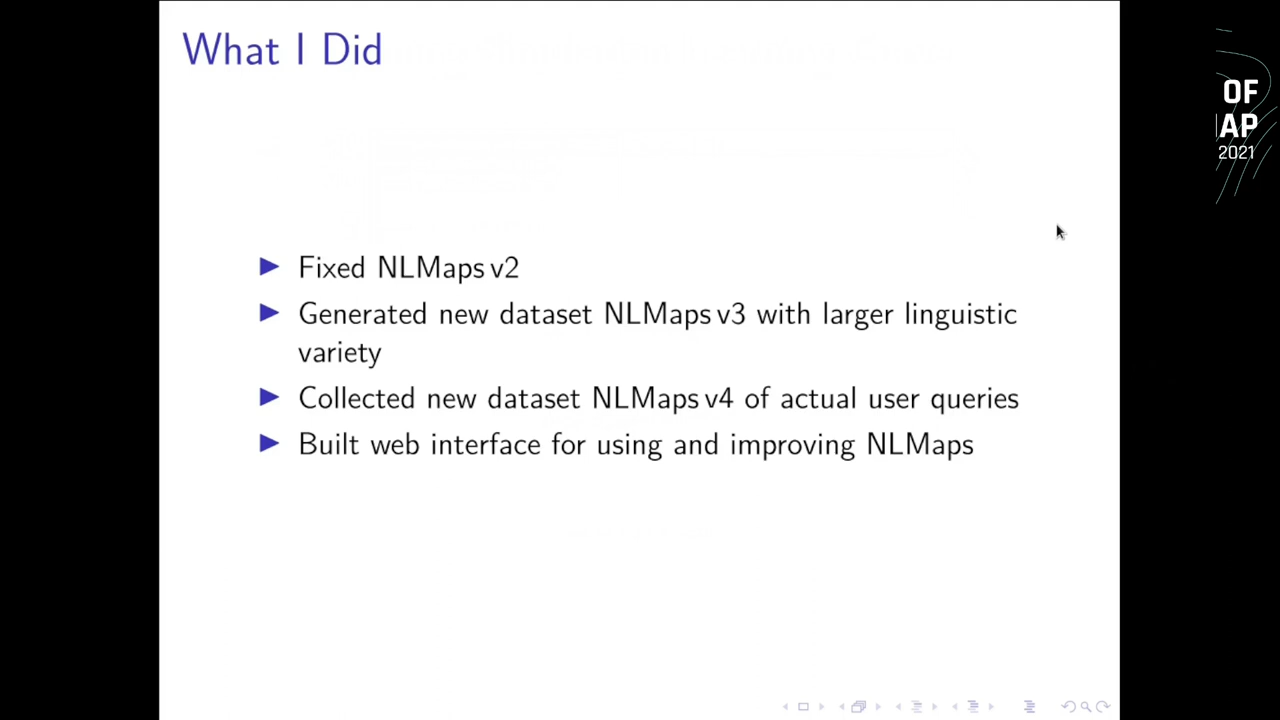 What I Did
Fixed NLMaps v2
Generated new dataset NLMaps v3 with larger linguistic
variety
Collected new dataset NLMaps v4 of actual user queries
Built web interface for using and improving NLMaps
OF
AP
2021